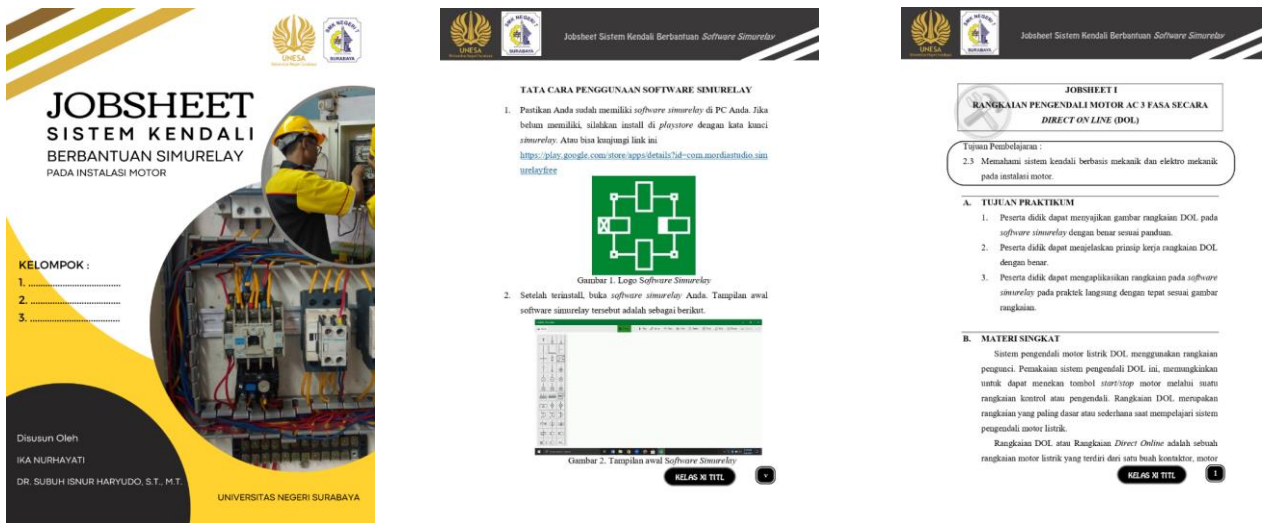 UNESA
SMK NEGERI 7
SURABAYA
JOBSHEET
SISTEM KENDALI
BERBANTUAN SIMURELAY
PADA INSTALASI MOTOR
KELOMPOK :
1. ....................................
2. ....................................
3. ....................................
Disusun Oleh
IKA NURHAYATI
DR. SUBUH ISNUR HARYUDO, S.T., M.T.
UNIVERSITAS NEGERI SURABAYA
UNESA
SMK NEGERI 7
SURABAYA
Jobsheet Sistem Kendali Berbantuan Software Simurelay
TATA CARA PENGGUNAAN SOFTWARE SIMURELAY
1. Pastikan Anda sudah memiliki software simurelay di PC Anda. Jika
belum memiliki, silahkan install di playstore dengan kata kunci
simurelay. Atau bisa kunjungi link ini
https://play.google.com/store/apps/details?id=com.mordiastudio.sim
urelayfree
Gambar 1. Logo Software Simurelay
2. Setelah terinstall, buka software simurelay Anda. Tampilan awal
software simurelay tersebut adalah sebagai berikut.
Gambar 2. Tampilan awal Software Simurelay
KELAS XI TITL
v
UNESA
SMK NEGERI 7
SURABAYA
Jobsheet Sistem Kendali Berbantuan Software Simurelay
JOBSHEET I
RANGKAIAN PENGENDALI MOTOR AC 3 FASA SECARA
DIRECT ON LINE (DOL)
Tujuan Pembelajaran :
2.3 Memahami sistem kendali berbasis mekanik dan elektro mekanik
pada instalasi motor.
A. TUJUAN PRAKTIKUM
1. Peserta didik dapat menyajikan gambar rangkaian DOL pada
software simurelay dengan benar sesuai panduan.
2. Peserta didik dapat menjelaskan prinsip kerja rangkaian DOL
dengan benar.
3. Peserta didik dapat mengaplikasikan rangkaian pada software
simurelay pada praktek langsung dengan tepat sesuai gambar
rangkaian.
B. MATERI SINGKAT
Sistem pengendali motor listrik DOL menggunakan rangkaian
pengunci. Pemakaian sistem pengendali DOL ini, memungkinkan
untuk dapat menekan tombol start/stop motor melalui suatu
rangkaian kontrol atau pengendali. Rangkaian DOL merupakan
rangkaian yang paling dasar atau sederhana saat mempelajari sistem
pengendali motor listrik.
Rangkaian DOL atau Rangkaian Direct Online adalah sebuah
rangkaian motor listrik yang terdiri dari satu buah kontaktor, motor
KELAS XI TITL
1